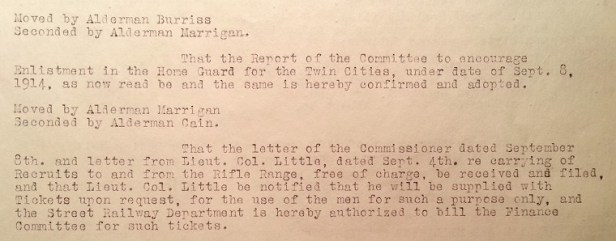 Moved by Alderman Burriss
Seconded by Alderman Marrigan.
That the Report of the Committee to encourage
Enlistment in the Home Guard for the Twin Cities, under date of Sept. 8,
1914, as now read be and the same is hereby confirmed and adopted.
Moved by Alderman Marrigan
Seconded by Alderman Cain.
That the letter of the Commissioner dated September
8th. and letter from Lieut. Col. Little, dated Sept. 4th. re carrying of
Recruits to and from the Rifle Range, free of charge, be received and filed,
and that Lieut. Col. Little be notified that he will be supplied with
Tickets upon request, for the use of the men for such a purpose only, and
the Street Railway Department is hereby authorized to bill the Finance
Committee for such tickets.